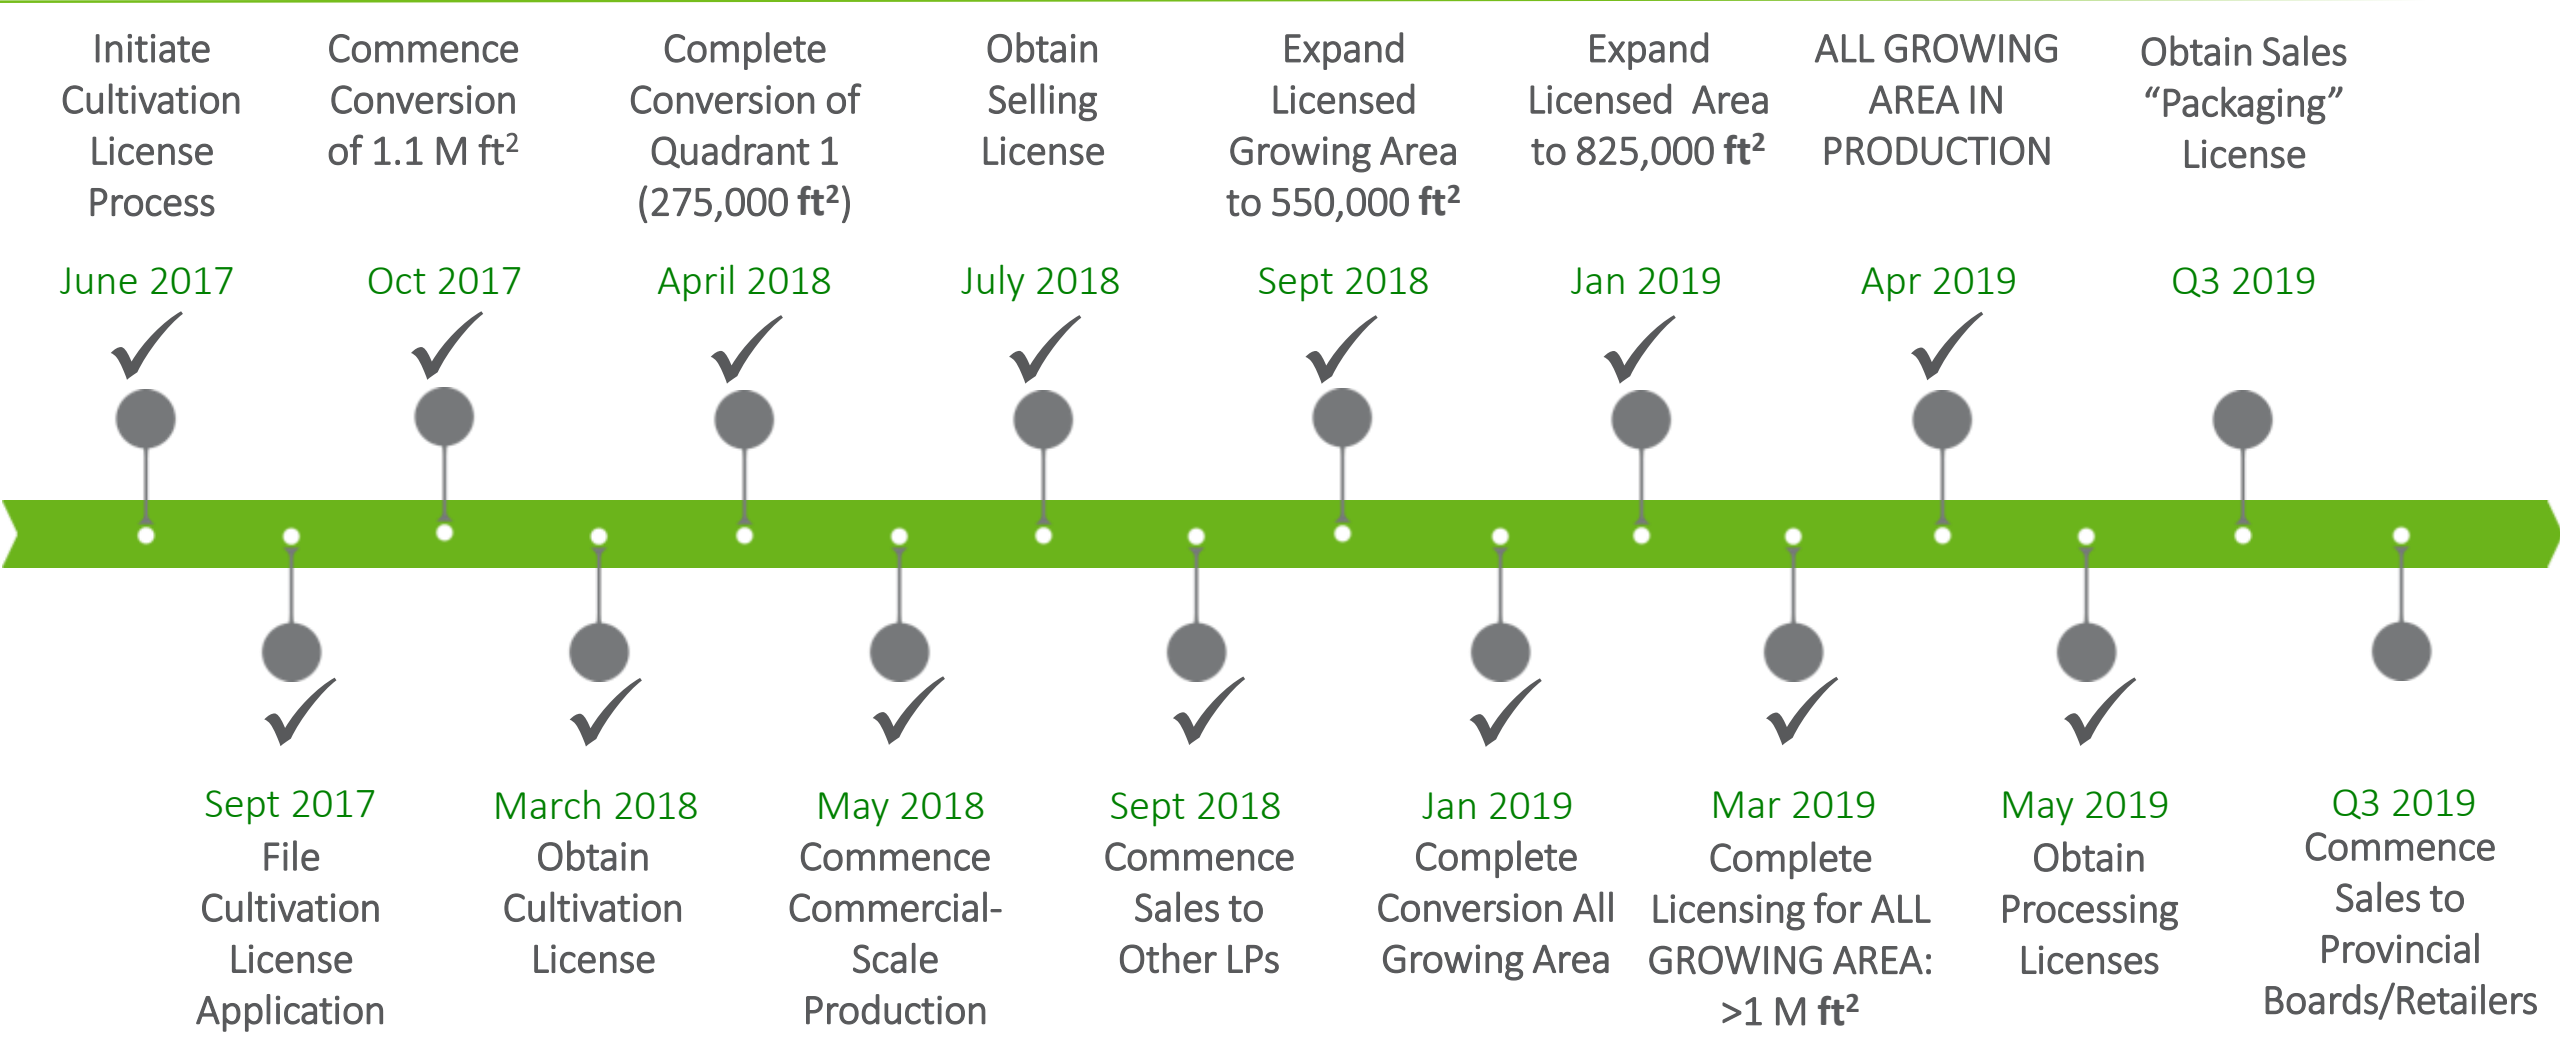 Initiate
Cultivation
License
Process
June 2017
Commence
Conversion
of 1.1 M ft²
Oct 2017
Complete
Conversion of
Quadrant 1
(275,000 ft²)
April 2018
Obtain
Selling
License
July 2018
Expand
Licensed
Growing Area
to 550,000 ft²
Sept 2018
Expand
Licensed Area
to 825,000 ft²
Jan 2019
ALL GROWING
AREA IN
PRODUCTION
Apr 2019
Obtain Sales
“Packaging”
License
Q3 2019
Sept 2017
File
Cultivation
License
Application
March 2018
Obtain
Cultivation
License
May 2018
Commence
Commercial-
Scale
Production
Sept 2018
Commence
Sales to
Other LPs
Jan 2019
Complete
Conversion All
Growing Area
Mar 2019
Complete
Licensing for ALL
GROWING AREA:
>1 M ft²
May 2019
Obtain
Processing
Licenses
Q3 2019
Commence
Sales to
Provincial
Boards/Retailers